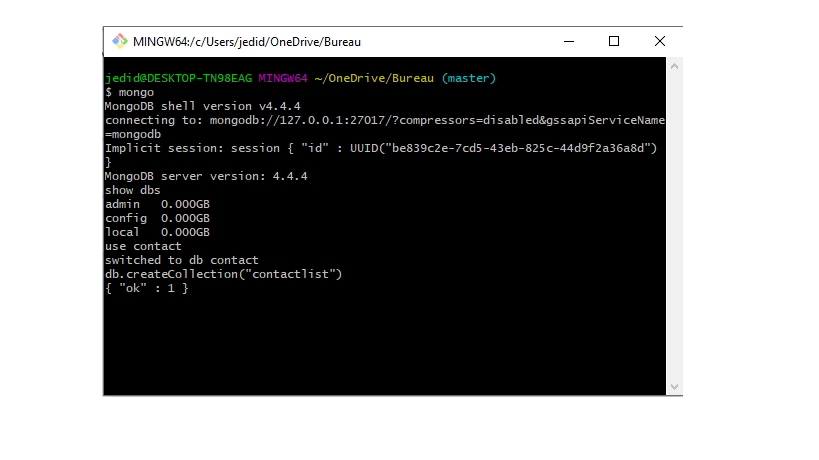 MINGW64:/c/Users/jedid/OneDrive/Bureau
jedid@DESKTOP-TN98EAG MINGW64 ~/OneDrive/Bureau (master)
$ mongo
MongoDB shell version v4.4.4
connecting to: mongodb://127.0.0.1:27017/?compressors=disabled&gssapiServiceName
=mongodb
Implicit session: session { "id" : UUID("be839c2e-7cd5-43eb-825c-44d9f2a36a8d")
}
MongoDB server version: 4.4.4
show dbs
admin   0.000GB
config  0.000GB
local   0.000GB
use contact
switched to db contact
db.createCollection("contactlist")
{ "ok" : 1 }